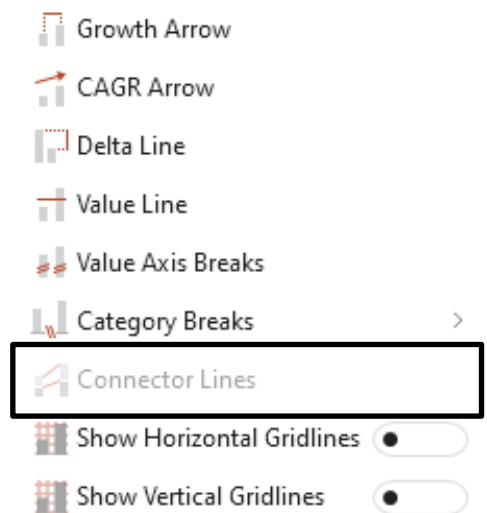 Growth Arrow
CAGR Arrow
Delta Line
Value Line
Value Axis Breaks
Category Breaks
Connector Lines
Show Horizontal Gridlines
Show Vertical Gridlines